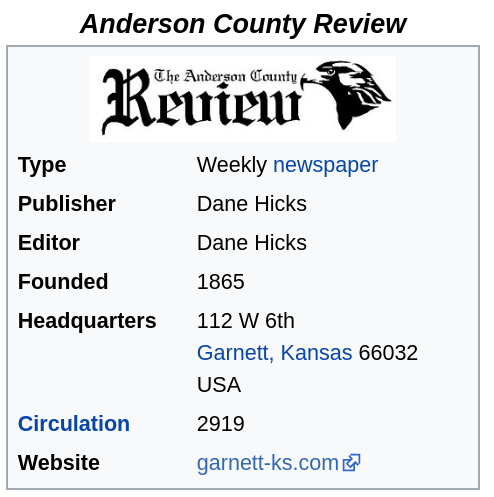 Anderson County Review
The Anderson County
Review
Type Weekly newspaper
Publisher Dane Hicks
Editor Dane Hicks
Founded 1865
Headquarters 112 W 6th
Garnett, Kansas 66032
USA
Circulation 2919
Website garnett-ks.com